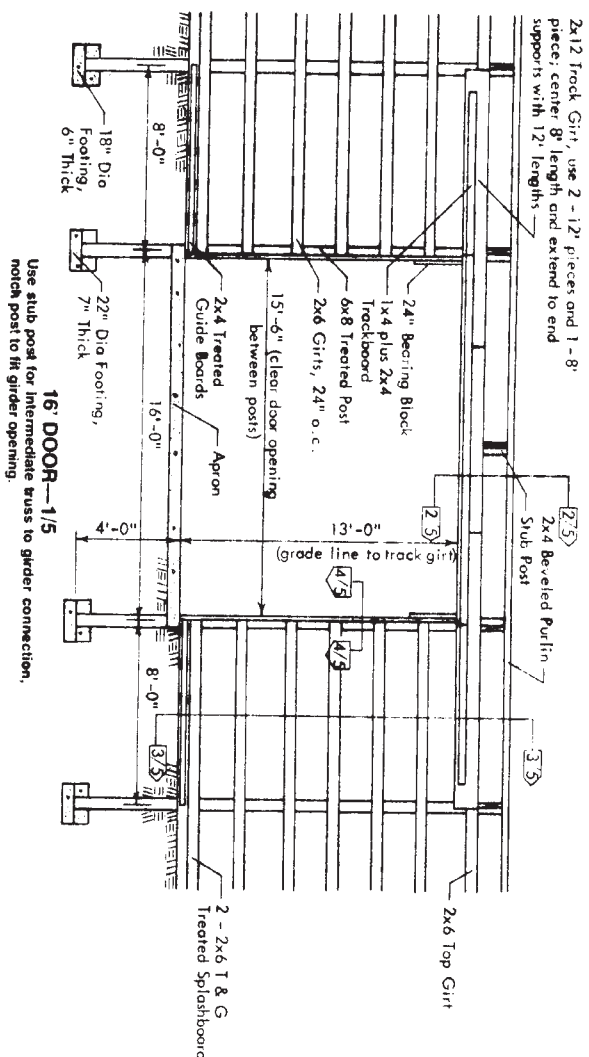 2x12 Track Girt, use 2 - 12' pieces and 1 - 8'
piece; center 8' length and extend to end
supports with 12' lengths
2x4 Beveled Purlin
Stub Post
2/5
2/5
3/5
2x6 Top Girt
24" Bearing Block
1x4 plus 2x4
Trackboard
6x8 Treated Post
2x6 Girts, 24" o.c.
15'-6" (clear door opening
between posts)
13'-0"
(grade line to track girt)
4/5
4/5
2x4 Treated
Guide Boards
Apron
3/5
2 - 2x6 T & G
Treated Splashboard
8'-0"
16'-0"
4'-0"
8'-0"
18" Dia
Footing,
6" Thick
22" Dia Footing,
7" Thick
16' DOOR—1/5
Use stub post for intermediate truss to girder connection,
notch post to fit girder opening.